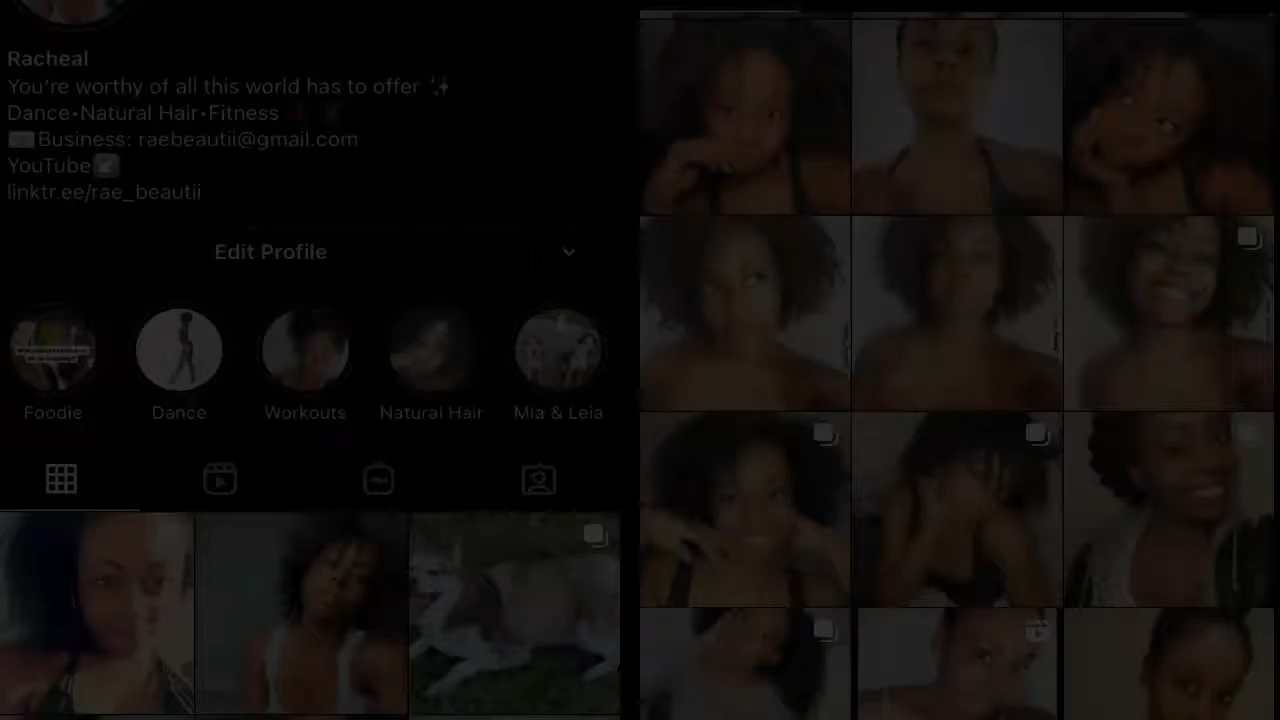 Racheal
You're worthy of all this world has to offer ✨
Dance•Natural Hair•Fitness
Business: raebeautii@gmail.com
YouTube↙️
linktr.ee/rae_beautii
Edit Profile
Foodie
Dance
Workouts
Natural Hair
Mia & Leia